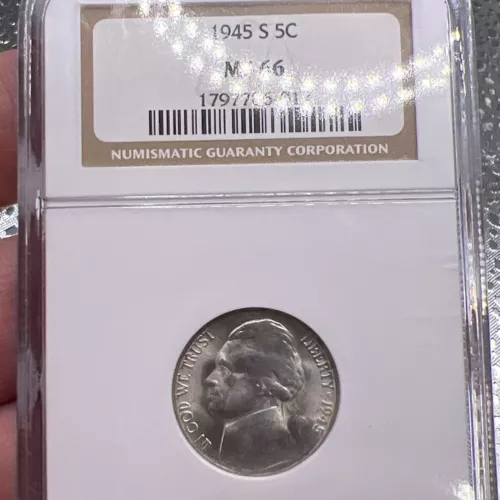 1945 S 5C
MS 66
NUMISMATIC GUARANTY CORPORATION
IN GOD WE TRUST
LIBERTY 1945